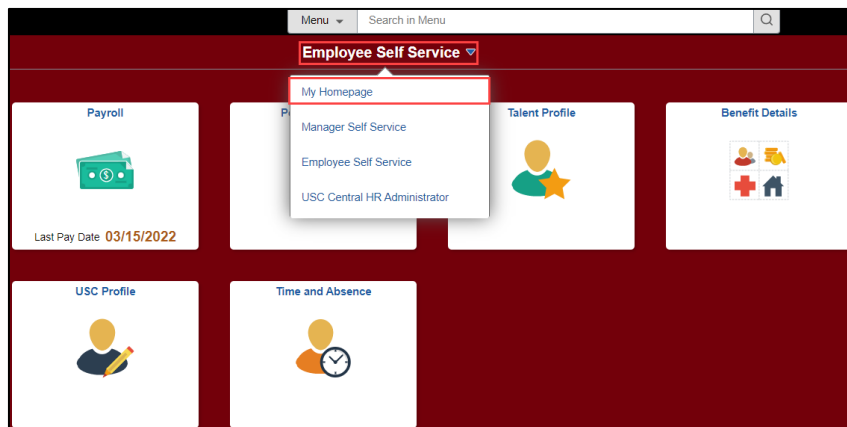 Menu
Search in Menu
Employee Self Service
My Homepage
Manager Self Service
Employee Self Service
USC Central HR Administrator
Payroll
Last Pay Date 03/15/2022
Talent Profile
Benefit Details
USC Profile
Time and Absence